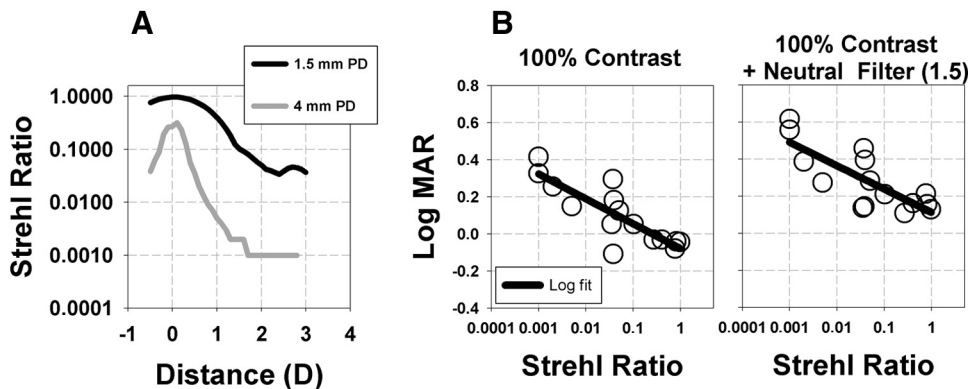 A
1.5 mm PD
4 mm PD
Strehl Ratio
1.0000
0.1000
0.0100
0.0010
0.0001
-1 0 1 2 3 4
Distance (D)
B
100% Contrast
Log MAR
0.8
0.6
0.4
0.2
0.0
-0.2
-0.4
Log fit
0.0001 0.001 0.01 0.1 1
Strehl Ratio
100% Contrast
+ Neutral Filter (1.5)
0.0001 0.001 0.01 0.1 1
Strehl Ratio